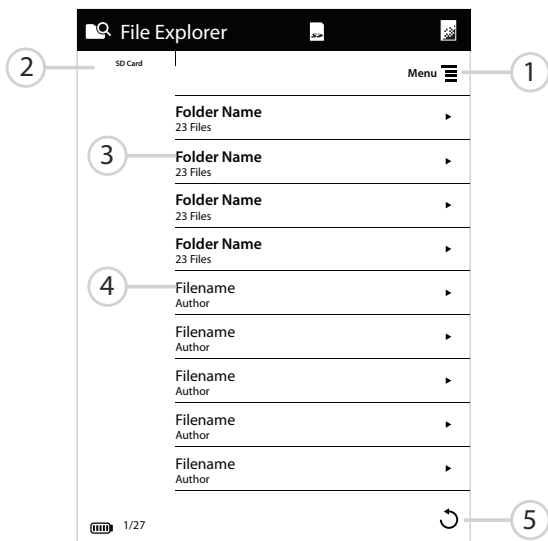 File Explorer
SD Card
Menu
1
2
Folder Name
23 Files
3
Folder Name
23 Files
Folder Name
23 Files
Folder Name
23 Files
4
Filename
Author
Filename
Author
Filename
Author
Filename
Author
Filename
Author
1/27
5